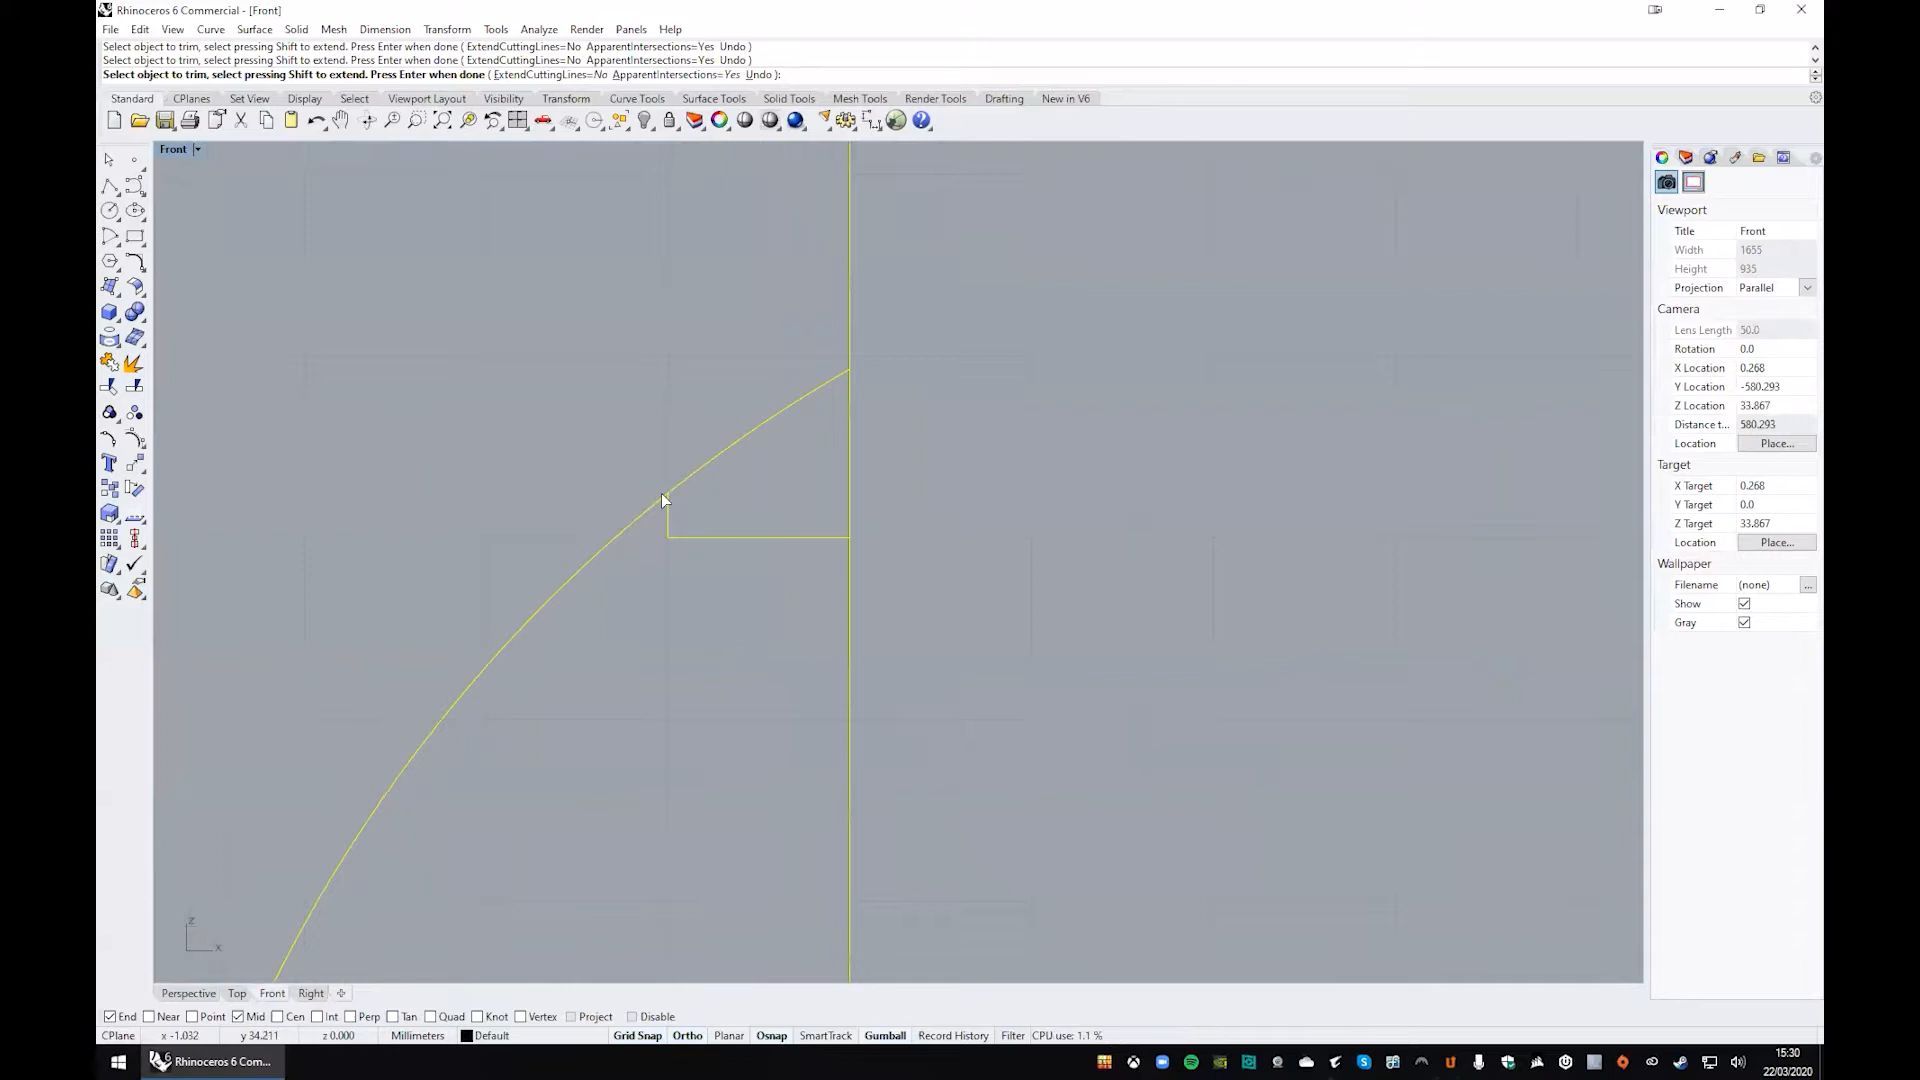 Rhinoceros 6 Commercial - [Front]
File Edit View Curve Surface Solid Mesh Dimension Transform Tools Analyze Render Panels Help
Select object to trim, select pressing Shift to extend. Press Enter when done ( ExtendCuttingLines=No ApparentIntersections=Yes Undo )
Select object to trim, select pressing Shift to extend. Press Enter when done ( ExtendCuttingLines=No ApparentIntersections=Yes Undo )
Select object to trim, select pressing Shift to extend. Press Enter when done ( ExtendCuttingLines=No ApparentIntersections=Yes Undo ):
Standard CPlanes Set View Display Select Viewport Layout Visibility Transform Curve Tools Surface Tools Solid Tools Mesh Tools Render Tools Drafting New in V6
Front
Viewport
Title Front
Width 1655
Height 935
Projection Parallel
Camera
Lens Length 50.0
Rotation 0.0
X Location 0.268
Y Location -580.293
Z Location 33.867
Distance t... 580.293
Location Place...
Target
X Target 0.268
Y Target 0.0
Z Target 33.867
Location Place...
Wallpaper
Filename (none) ...
Show
Gray
z
x
Perspective Top Front Right
End Near Point Mid Cen Int Perp Tan Quad Knot Vertex Project Disable
CPlane x -1.032 y 34.211 z 0.000 Millimeters Default Grid Snap Ortho Planar Osnap SmartTrack Gumball Record History Filter CPU use: 1.1 %
Rhinoceros 6 Com...
15:30
22/03/2020